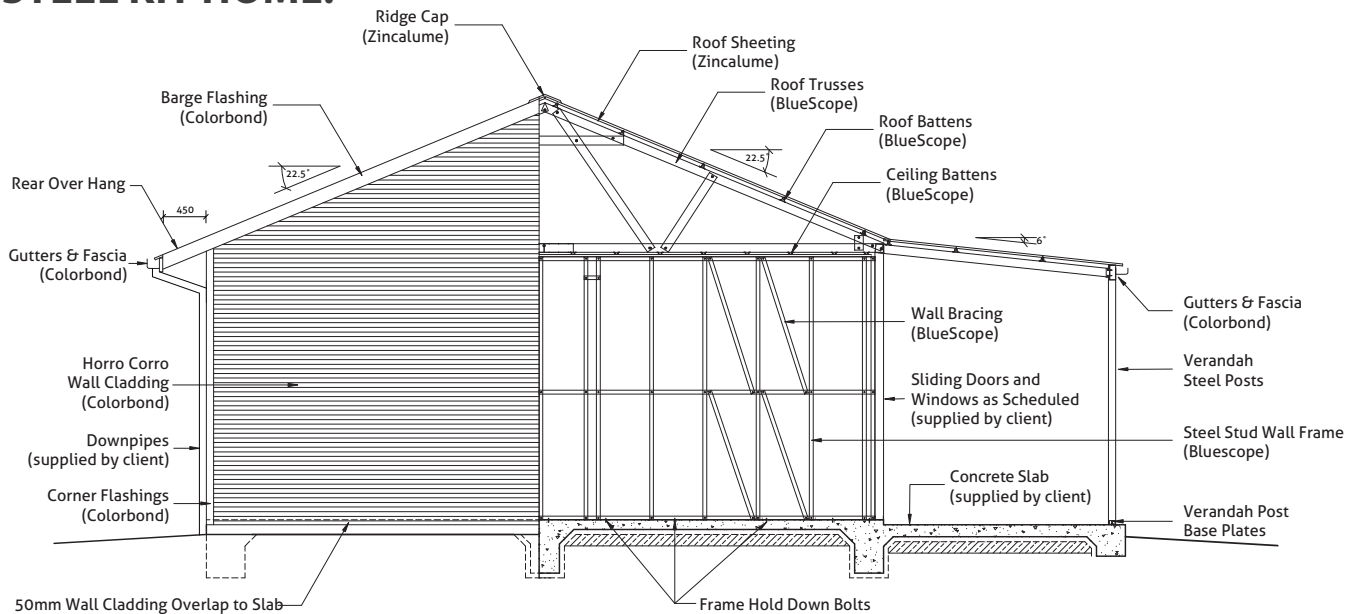 STEEL KIT HOME.
Ridge Cap
(Zincalume)
Roof Sheeting
(Zincalume)
Barge Flashing
(Colorbond)
Roof Trusses
(BlueScope)
Roof Battens
(BlueScope)
22.5°
22.5°
Rear Over Hang
Ceiling Battens
(BlueScope)
450
6°
Gutters & Fascia
(Colorbond)
Gutters & Fascia
(Colorbond)
Wall Bracing
(BlueScope)
Horro Corro
Wall Cladding
(Colorbond)
Verandah
Steel Posts
Sliding Doors and
Windows as Scheduled
(supplied by client)
Downpipes
(supplied by client)
Steel Stud Wall Frame
(Bluescope)
Concrete Slab
(supplied by client)
Corner Flashings
(Colorbond)
Verandah Post
Base Plates
50mm Wall Cladding Overlap to Slab
Frame Hold Down Bolts